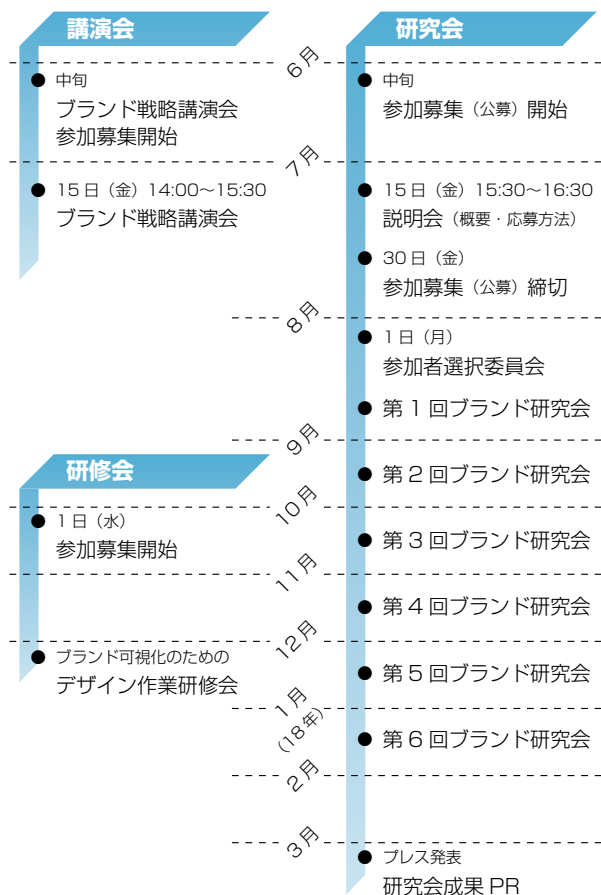 講演会
中旬
ブランド戦略講演会
参加募集開始
15日（金）14:00〜15:30
ブランド戦略講演会
研修会
1日（水）
参加募集開始
ブランド可視化のための
デザイン作業研修会
6月
7月
8月
9月
10月
11月
12月
1月
（18年）
2月
3月
研究会
中旬
参加募集（公募）開始
15日（金）15:30〜16:30
説明会（概要・応募方法）
30日（金）
参加募集（公募）締切
1日（月）
参加者選択委員会
第1回ブランド研究会
第2回ブランド研究会
第3回ブランド研究会
第4回ブランド研究会
第5回ブランド研究会
第6回ブランド研究会
プレス発表
研究会成果PR